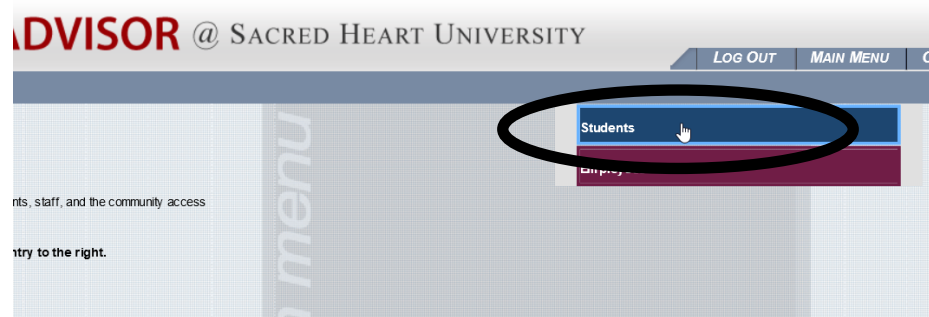 ADVISOR @ SACRED HEART UNIVERSITY
LOG OUT MAIN MENU
Students
menu
nts, staff, and the community access
ntry to the right.